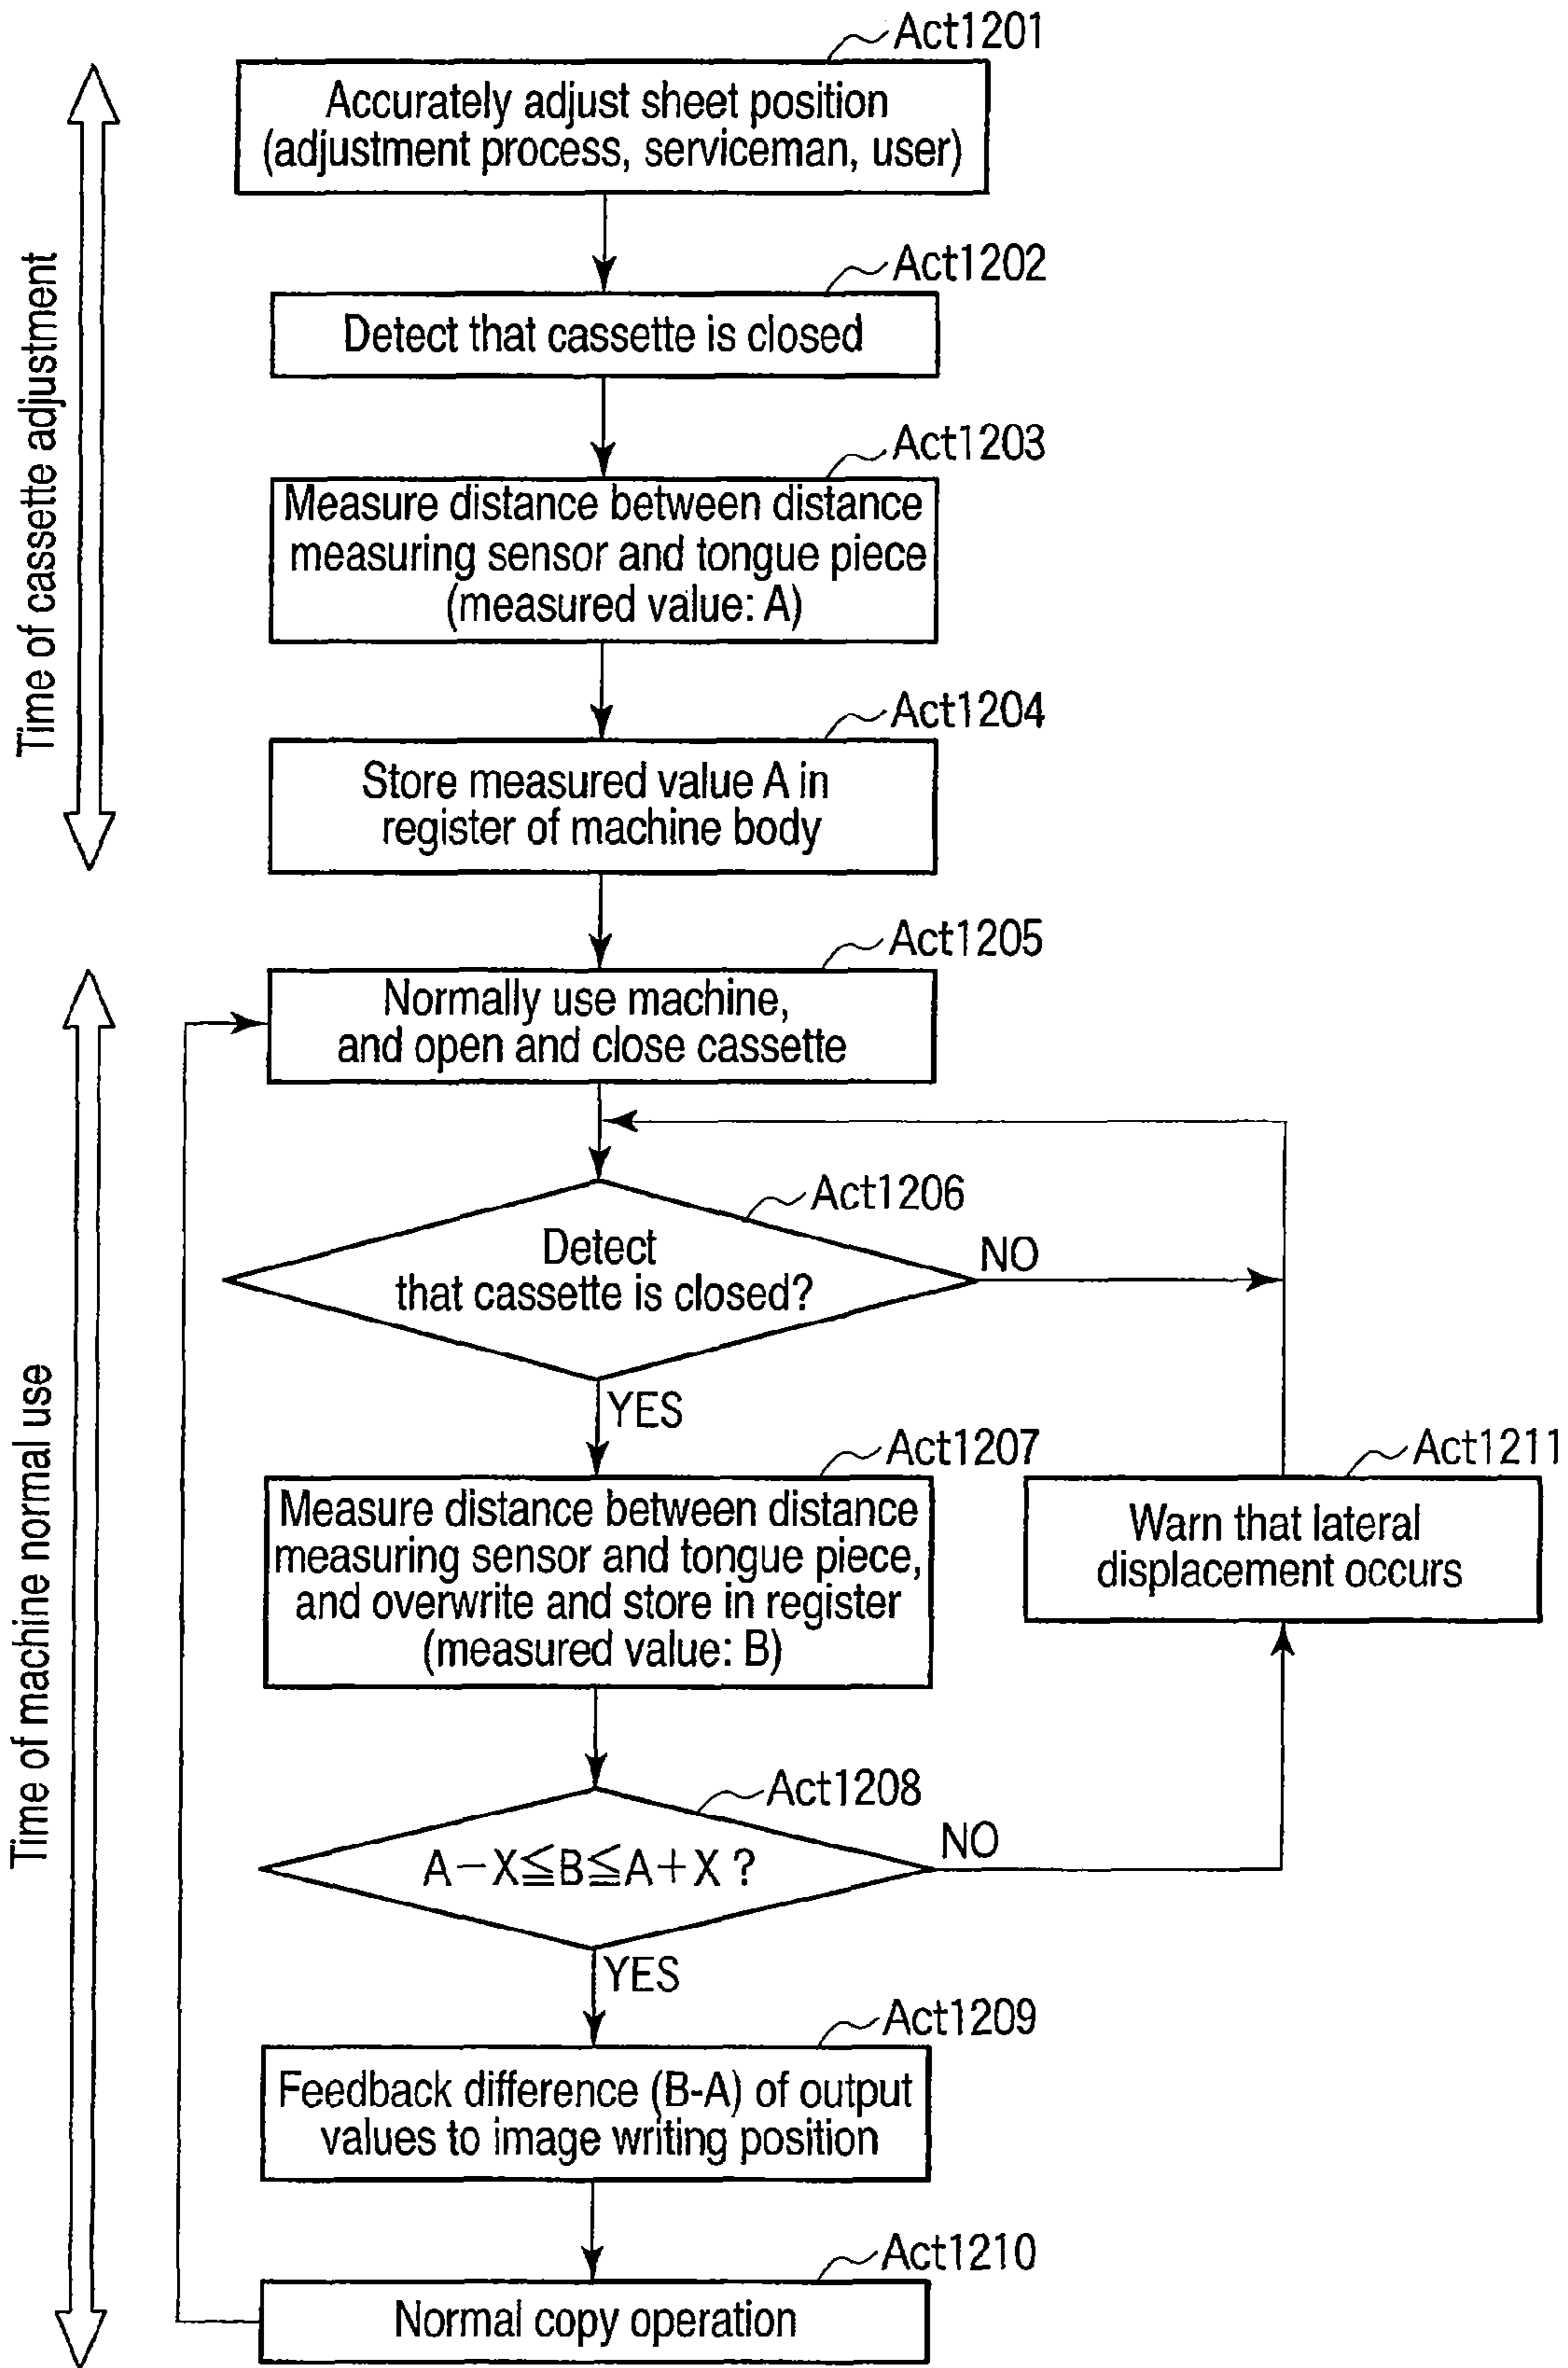 Act1201
Accurately adjust sheet position
(adjustment process, serviceman, user)
Act1202
Detect that cassette is closed
Act1203
Measure distance between distance
measuring sensor and tongue piece
(measured value: A)
Time of cassette adjustment
Act1204
Store measured value A in
register of machine body
Act1205
Normally use machine,
and open and close cassette
Act1206
Detect
that cassette is closed?
NO
YES
Act1207
Measure distance between distance
measuring sensor and tongue piece,
and overwrite and store in register
(measured value: B)
Act1211
Warn that lateral
displacement occurs
Time of machine normal use
Act1208
A−X≦B≦A+X ?
NO
YES
Act1209
Feedback difference (B-A) of output
values to image writing position
Act1210
Normal copy operation